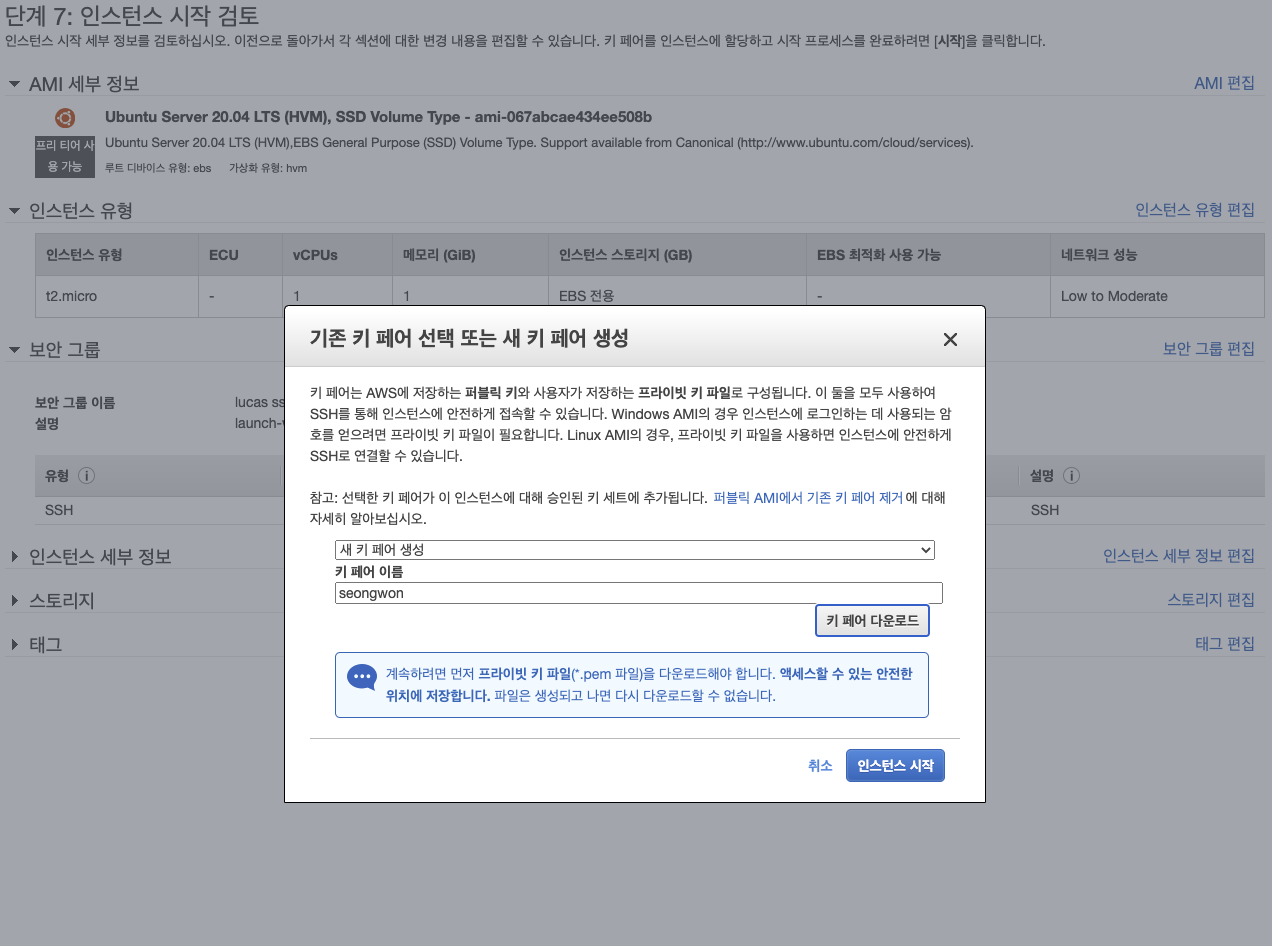 단계 7: 인스턴스 시작 검토
인스턴스 시작 세부 정보를 검토하십시오. 이전으로 돌아가서 각 섹션에 대한 변경 내용을 편집할 수 있습니다. 키 페어를 인스턴스에 할당하고 시작 프로세스를 완료하려면 [시작]을 클릭합니다.
AMI 세부 정보 AMI 편집
Ubuntu Server 20.04 LTS (HVM), SSD Volume Type - ami-067abcae434ee508b
프리 티어 사용 가능
Ubuntu Server 20.04 LTS (HVM),EBS General Purpose (SSD) Volume Type. Support available from Canonical (http://www.ubuntu.com/cloud/services).
루트 디바이스 유형: ebs 가상화 유형: hvm
인스턴스 유형 인스턴스 유형 편집
인스턴스 유형 ECU vCPUs 메모리 (GiB) 인스턴스 스토리지 (GB) EBS 최적화 사용 가능 네트워크 성능
t2.micro - 1 1 EBS 전용 - Low to Moderate
보안 그룹 보안 그룹 편집
보안 그룹 이름 lucas ss
설명 launch-
유형 설명
SSH SSH
인스턴스 세부 정보 인스턴스 세부 정보 편집
스토리지 스토리지 편집
태그 태그 편집
기존 키 페어 선택 또는 새 키 페어 생성
키 페어는 AWS에 저장하는 퍼블릭 키와 사용자가 저장하는 프라이빗 키 파일로 구성됩니다. 이 둘을 모두 사용하여
SSH를 통해 인스턴스에 안전하게 접속할 수 있습니다. Windows AMI의 경우 인스턴스에 로그인하는 데 사용되는 암
호를 얻으려면 프라이빗 키 파일이 필요합니다. Linux AMI의 경우, 프라이빗 키 파일을 사용하면 인스턴스에 안전하게
SSH로 연결할 수 있습니다.
참고: 선택한 키 페어가 이 인스턴스에 대해 승인된 키 세트에 추가됩니다. 퍼블릭 AMI에서 기존 키 페어 제거 에 대해
자세히 알아보십시오.
새 키 페어 생성
키 페어 이름
seongwon
키 페어 다운로드
계속하려면 먼저 프라이빗 키 파일(*.pem 파일)을 다운로드해야 합니다. 액세스할 수 있는 안전한
위치에 저장합니다. 파일은 생성되고 나면 다시 다운로드할 수 없습니다.
취소 인스턴스 시작